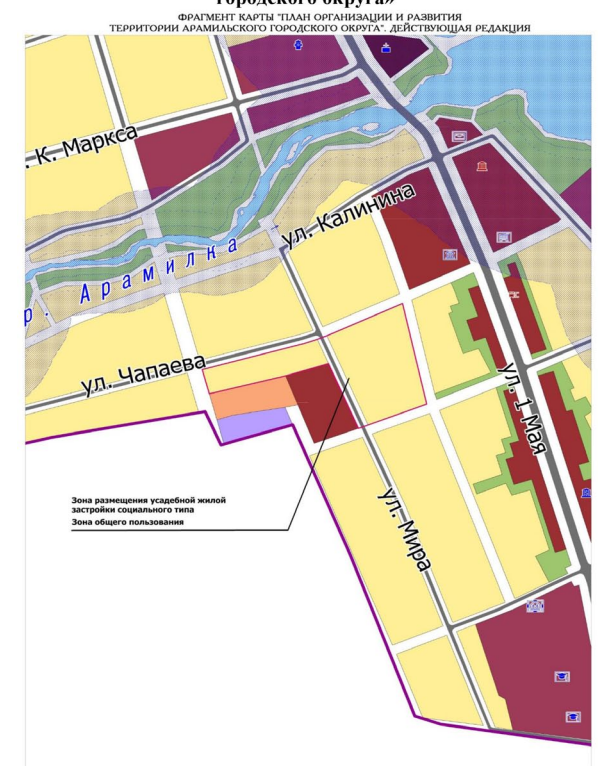 городского округа»
ФРАГМЕНТ КАРТЫ "ПЛАН ОРГАНИЗАЦИИ И РАЗВИТИЯ
ТЕРРИТОРИИ АРАМИЛЬСКОГО ГОРОДСКОГО ОКРУГА". ДЕЙСТВУЮЩАЯ РЕДАКЦИЯ
. К. Маркса
ул. Калинина
р. Арамилка
ул. Чапаева
ул. 1 Мая
Зона размещения усадебной жилой
застройки социального типа
Зона общего пользования
ул. Мира